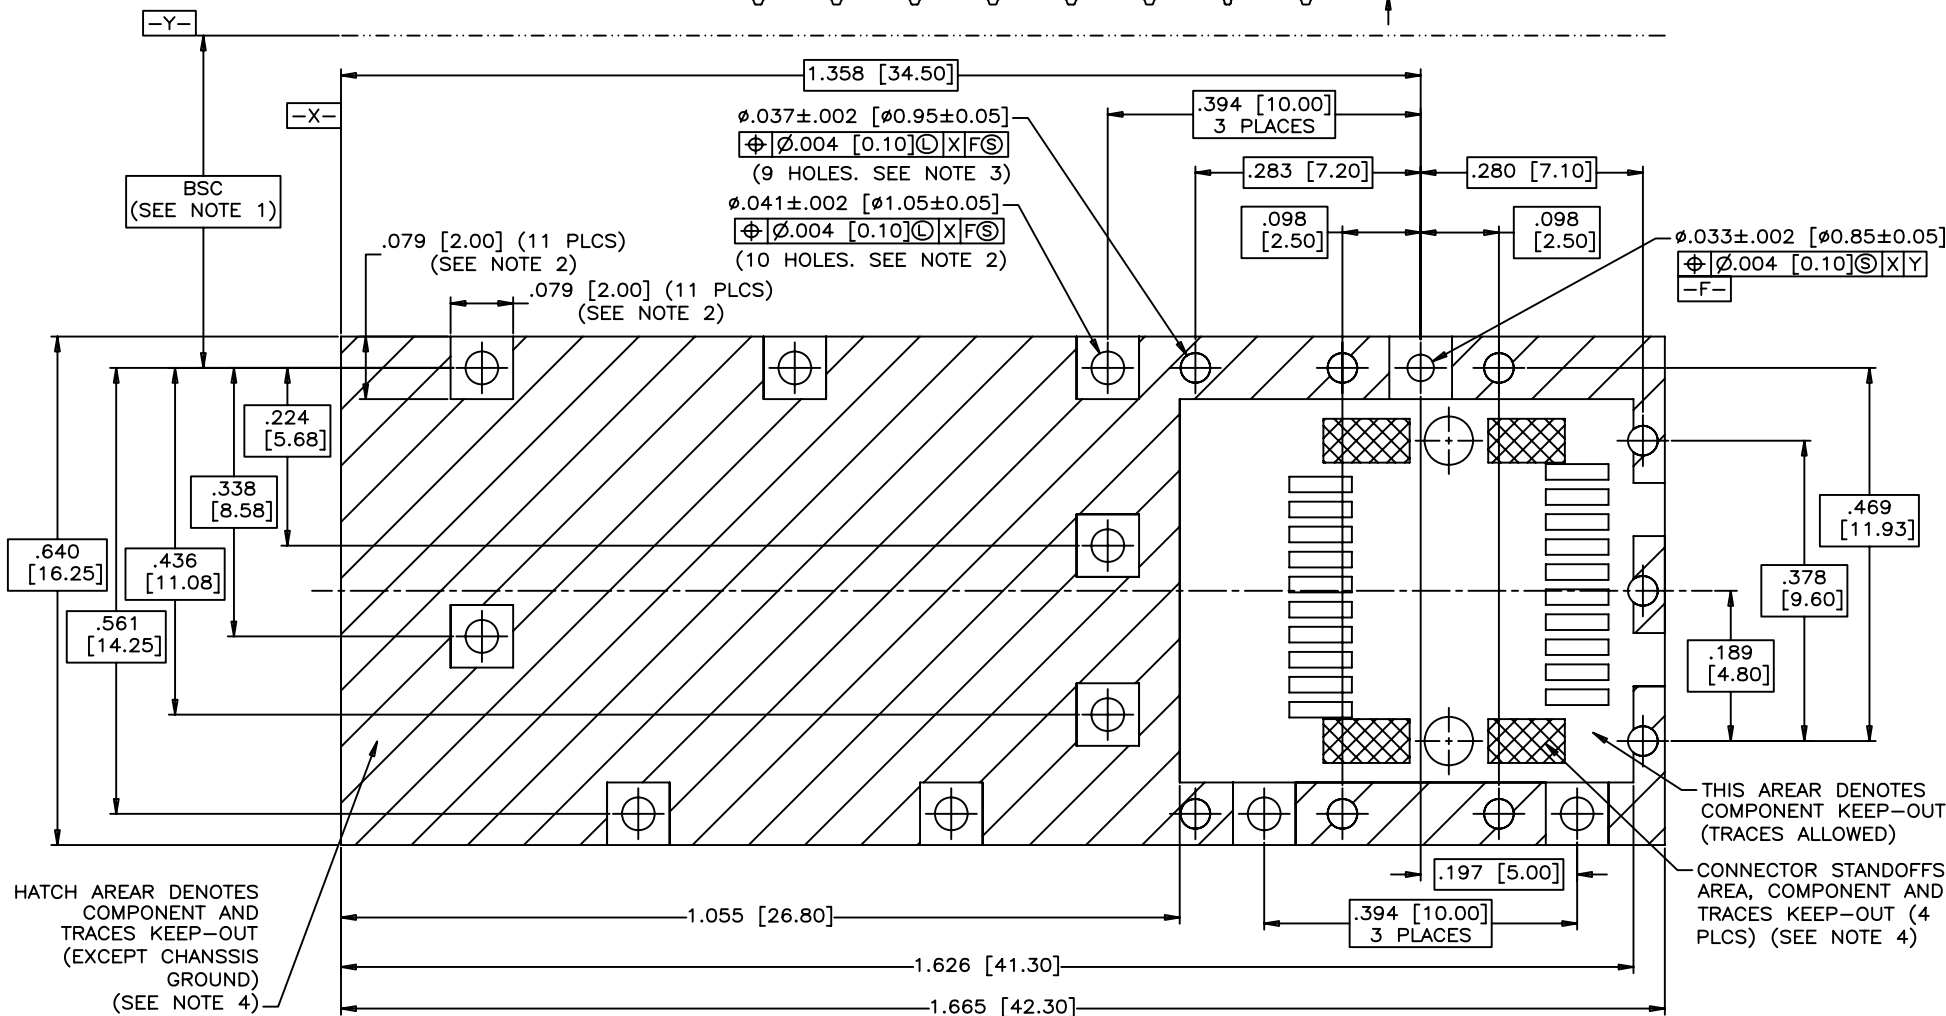 -Y-
1.358 [34.50]
-X-
.394 [10.00]
3 PLACES
ø.037±.002 [ø0.95±0.05]
⌖ Ø.004 [0.10]Ⓛ X FⓈ
(9 HOLES. SEE NOTE 3)
.283 [7.20]
.280 [7.10]
BSC
(SEE NOTE 1)
ø.041±.002 [ø1.05±0.05]
⌖ Ø.004 [0.10]Ⓛ X FⓈ
(10 HOLES. SEE NOTE 2)
.098
[2.50]
.098
[2.50]
ø.033±.002 [ø0.85±0.05]
⌖ Ø.004 [0.10]Ⓢ X Y
-F-
.079 [2.00] (11 PLCS)
(SEE NOTE 2)
.079 [2.00] (11 PLCS)
(SEE NOTE 2)
.224
[5.68]
.338
[8.58]
.436
[11.08]
.640
[16.25]
.561
[14.25]
.469
[11.93]
.378
[9.60]
.189
[4.80]
THIS AREAR DENOTES
COMPONENT KEEP-OUT
(TRACES ALLOWED)
CONNECTOR STANDOFFS
AREA, COMPONENT AND
TRACES KEEP-OUT (4
PLCS) (SEE NOTE 4)
.197 [5.00]
.394 [10.00]
3 PLACES
HATCH AREAR DENOTES
COMPONENT AND
TRACES KEEP-OUT
(EXCEPT CHANSSIS
GROUND)
(SEE NOTE 4)
1.055 [26.80]
1.626 [41.30]
1.665 [42.30]